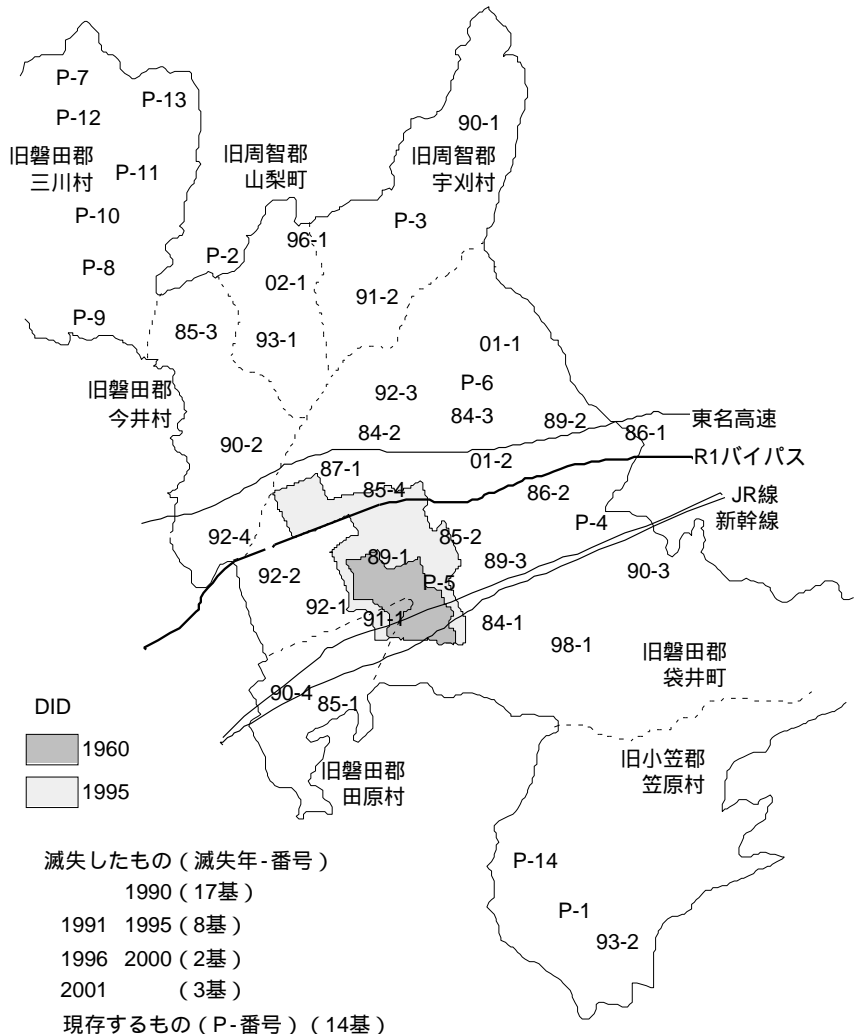 P-7
P-13
P-12
90-1
旧磐田郡
三川村
旧周智郡
山梨町
旧周智郡
宇刈村
P-11
P-10
P-3
96-1
P-2
P-8
02-1
91-2
P-9
85-3
93-1
01-1
P-6
旧磐田郡
今井村
92-3
84-3
89-2
東名高速
90-2
84-2
86-1
87-1
01-2
R1バイパス
85-4
86-2
JR線
新幹線
P-4
92-4
85-2
89-1
89-3
90-3
92-2
P-5
92-1
91-1
84-1
98-1
旧磐田郡
袋井町
90-4
85-1
DID
1960
1995
旧磐田郡
田原村
旧小笠郡
笠原村
P-14
P-1
93-2
滅失したもの(滅失年-番号)
1990(17基)
1991 1995(8基)
1996 2000(2基)
2001 (3基)
現存するもの(P-番号)(14基)